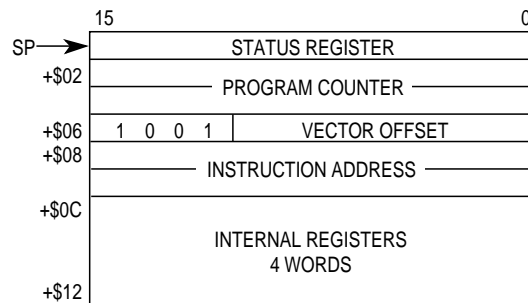 15 0
SP STATUS REGISTER
+$02
PROGRAM COUNTER
+$06 1 0 0 1 VECTOR OFFSET
+$08
INSTRUCTION ADDRESS
+$0C
INTERNAL REGISTERS
4 WORDS
+$12